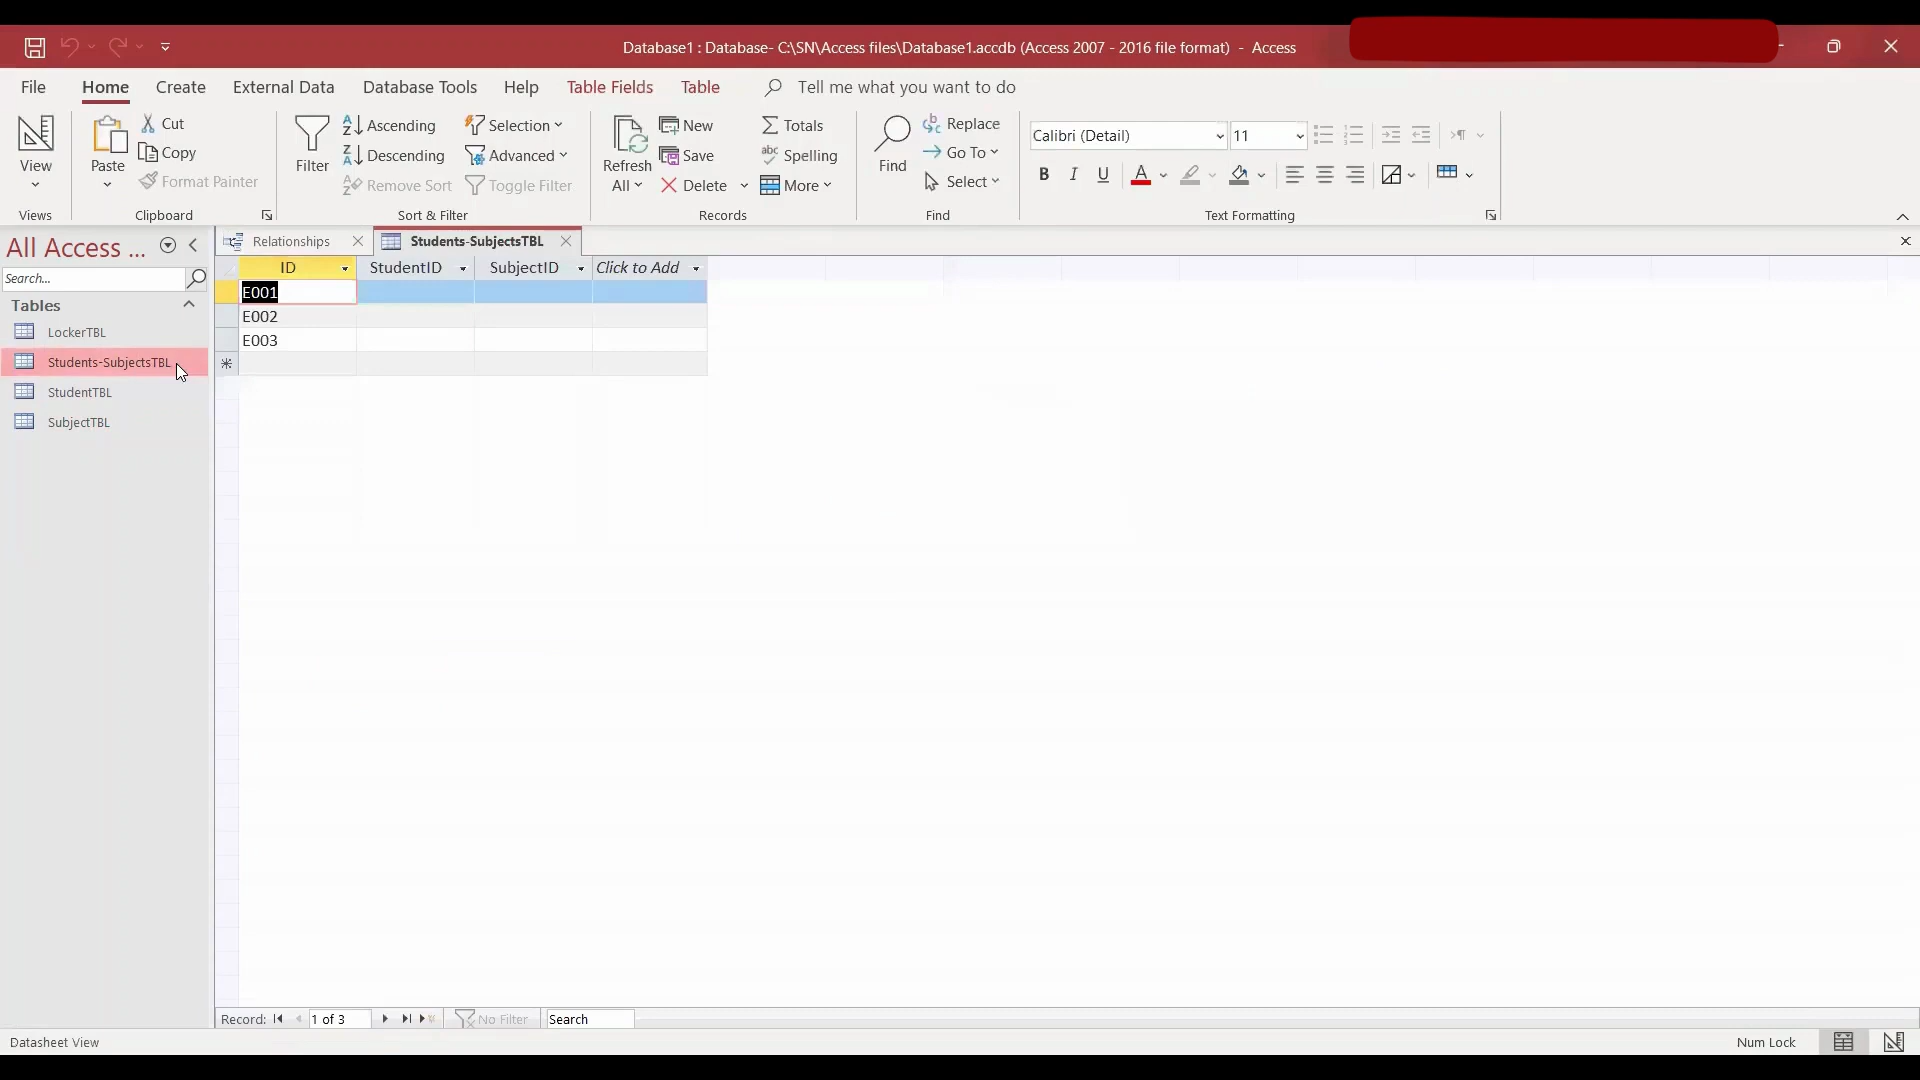 Database1 : Database- C:\SN\Access files\Database1.accdb (Access 2007 - 2016 file format) - Access
File Home Create External Data Database Tools Help Table Fields Table Tell me what you want to do
View
Views
Paste
Cut
Copy
Format Painter
Clipboard
Filter
Ascending
Descending
Remove Sort
Selection
Advanced
Toggle Filter
Sort & Filter
Refresh
All
New
Save
Delete
Totals
Spelling
More
Records
Find
Replace
Go To
Select
Find
Calibri (Detail) 11
B I U A
Text Formatting
All Access ...
Search...
Tables
LockerTBL
Students-SubjectsTBL
StudentTBL
SubjectTBL
Relationships Students-SubjectsTBL
ID StudentID SubjectID Click to Add
E001
E002
E003
Record: 1 of 3 No Filter Search
Datasheet View Num Lock